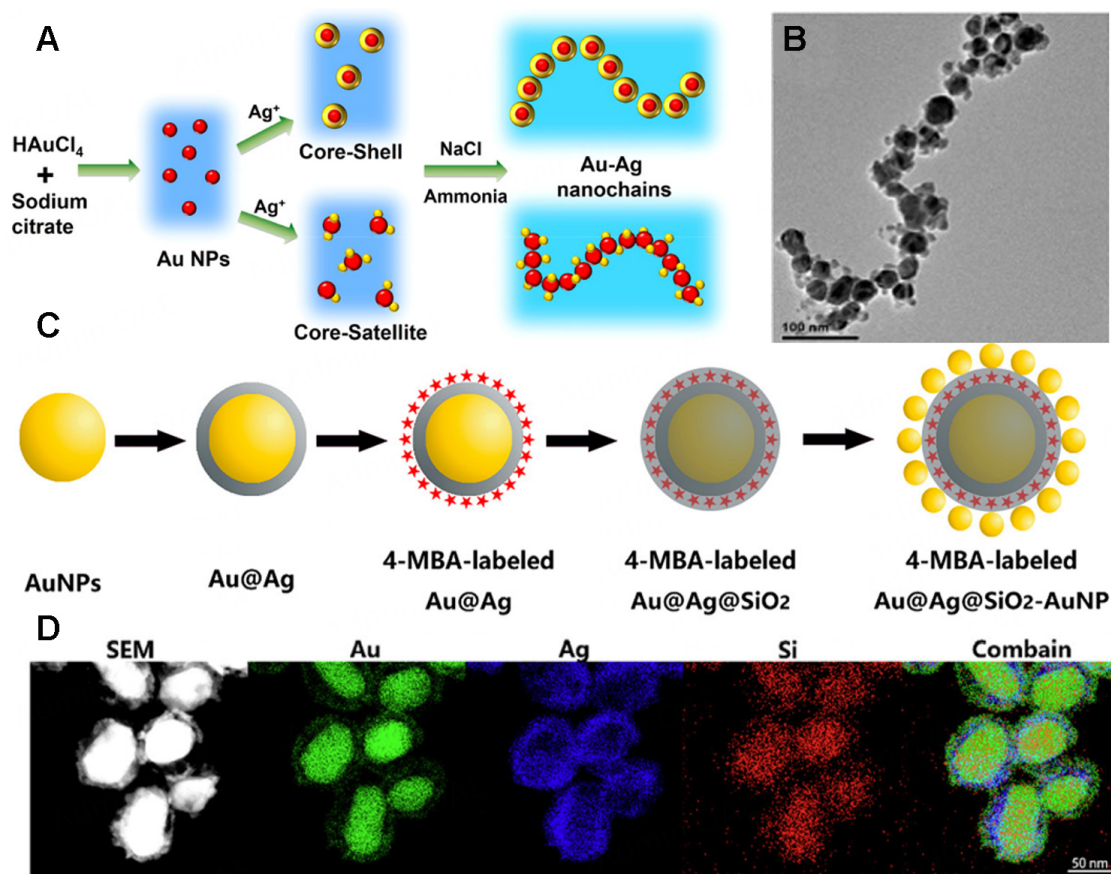 A
HAuCl4
+
Sodium
citrate
Au NPs
Ag+
Ag+
Core-Shell
Core-Satellite
NaCl
Ammonia
Au-Ag
nanochains
B
100 nm
C
AuNPs
Au@Ag
4-MBA-labeled
Au@Ag
4-MBA-labeled
Au@Ag@SiO2
4-MBA-labeled
Au@Ag@SiO2-AuNP
D
SEM
Au
Ag
Si
Combain
50 nm